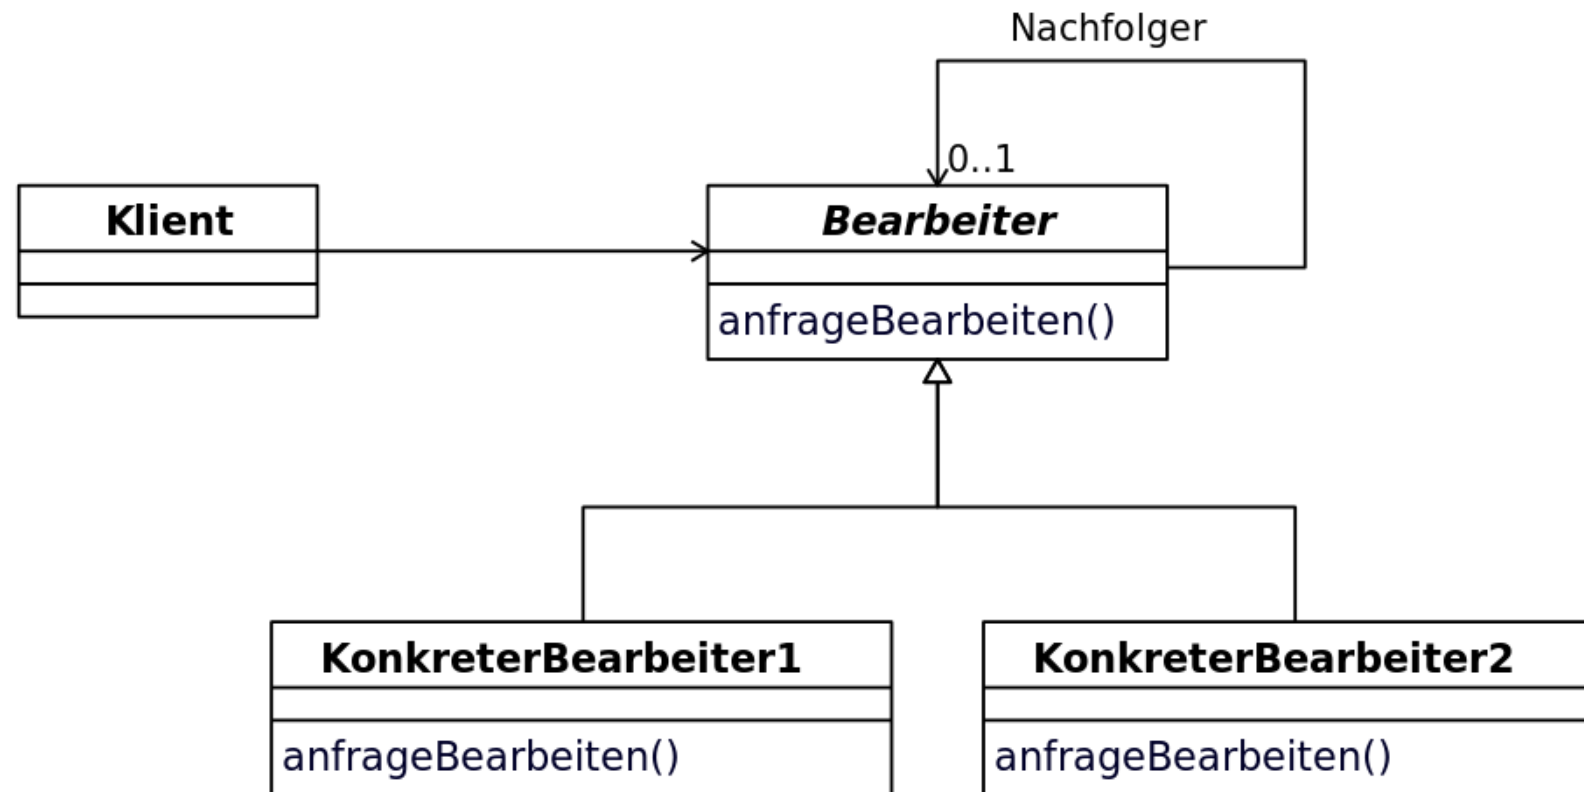 Nachfolger
0..1
Klient
Bearbeiter
anfrageBearbeiten()
KonkreterBearbeiter1
KonkreterBearbeiter2
anfrageBearbeiten()
anfrageBearbeiten()